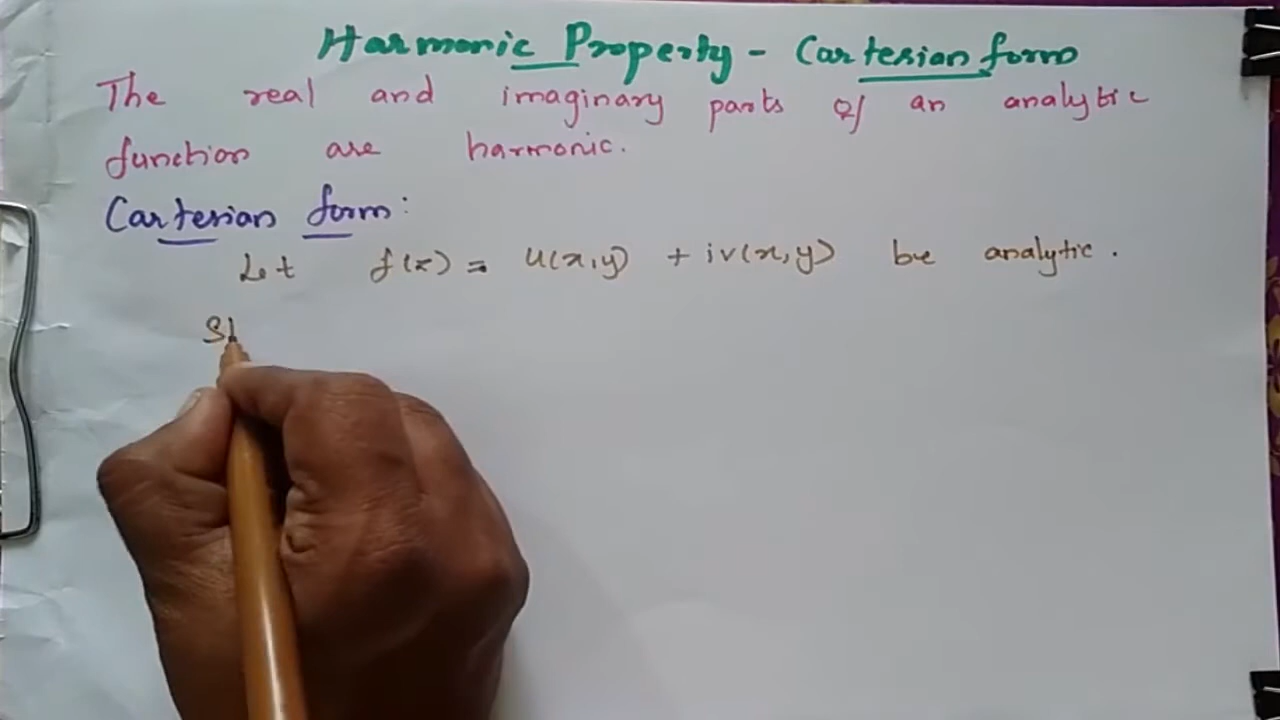 Harmonic Property - Cartesian form
The real and imaginary parts of an analytic
function are harmonic.
Cartesian form:
Let f(z) = u(x,y) + iv(x,y) be analytic.